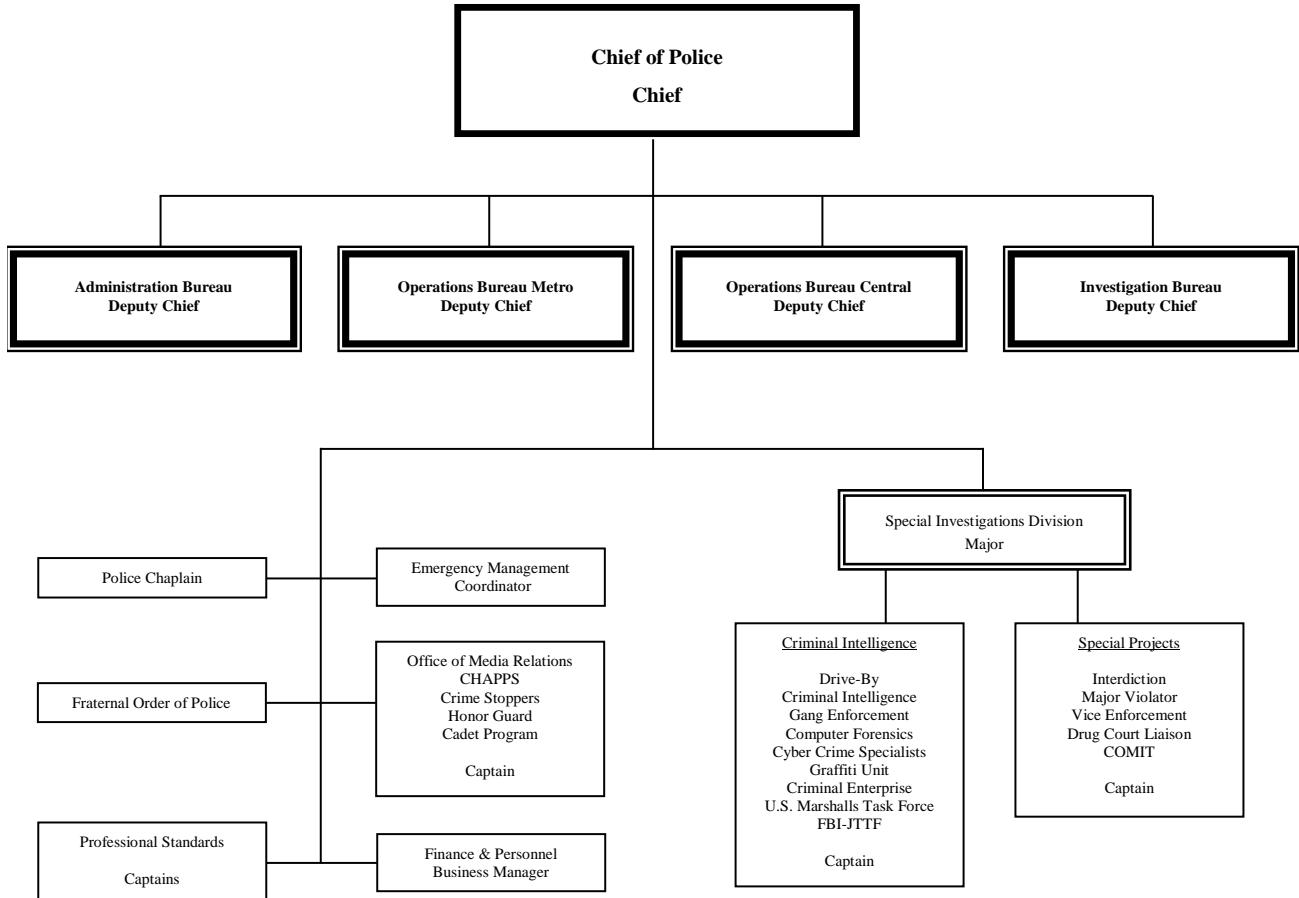 Chief of Police
Chief
Administration Bureau
Deputy Chief
Operations Bureau Metro
Deputy Chief
Operations Bureau Central
Deputy Chief
Investigation Bureau
Deputy Chief
Special Investigations Division
Major
Police Chaplain
Emergency Management
Coordinator
Fraternal Order of Police
Office of Media Relations
CHAPPS
Crime Stoppers
Honor Guard
Cadet Program
Captain
Professional Standards
Captains
Finance & Personnel
Business Manager
Criminal Intelligence
Drive-By
Criminal Intelligence
Gang Enforcement
Computer Forensics
Cyber Crime Specialists
Graffiti Unit
Criminal Enterprise
U.S. Marshalls Task Force
FBI-JTTF
Captain
Special Projects
Interdiction
Major Violator
Vice Enforcement
Drug Court Liaison
COMIT
Captain